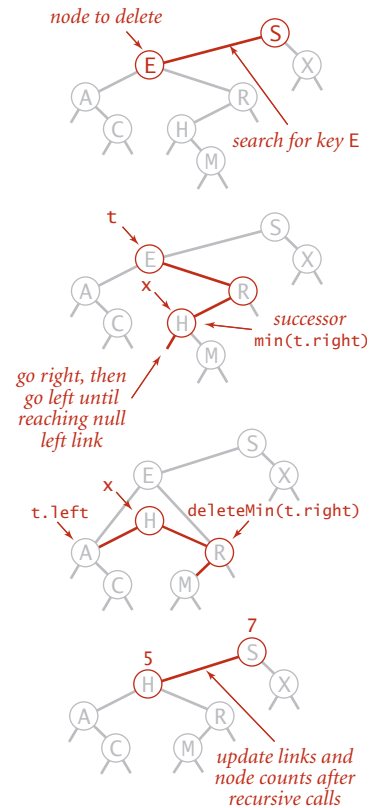 node to delete
S
E
X
A
R
C
H
M
search for key E
t
S
E
X
x
A
R
C
H
successor
min(t.right)
M
go right, then
go left until
reaching null
left link
S
E
X
x
t.left
H
deleteMin(t.right)
A
R
C
M
7
5
S
H
X
A
R
C
M
update links and
node counts after
recursive calls